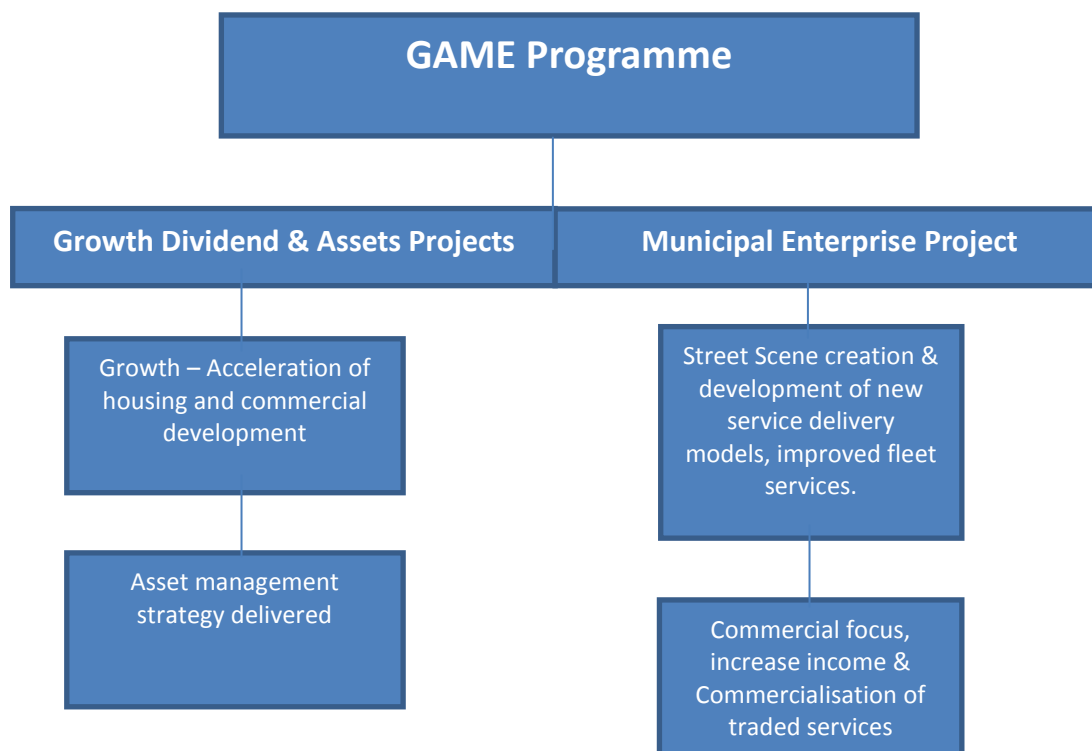 GAME Programme
Growth Dividend & Assets Projects
Municipal Enterprise Project
Growth – Acceleration of
housing and commercial
development
Asset management
strategy delivered
Street Scene creation &
development of new
service delivery
models, improved fleet
services.
Commercial focus,
increase income &
Commercialisation of
traded services